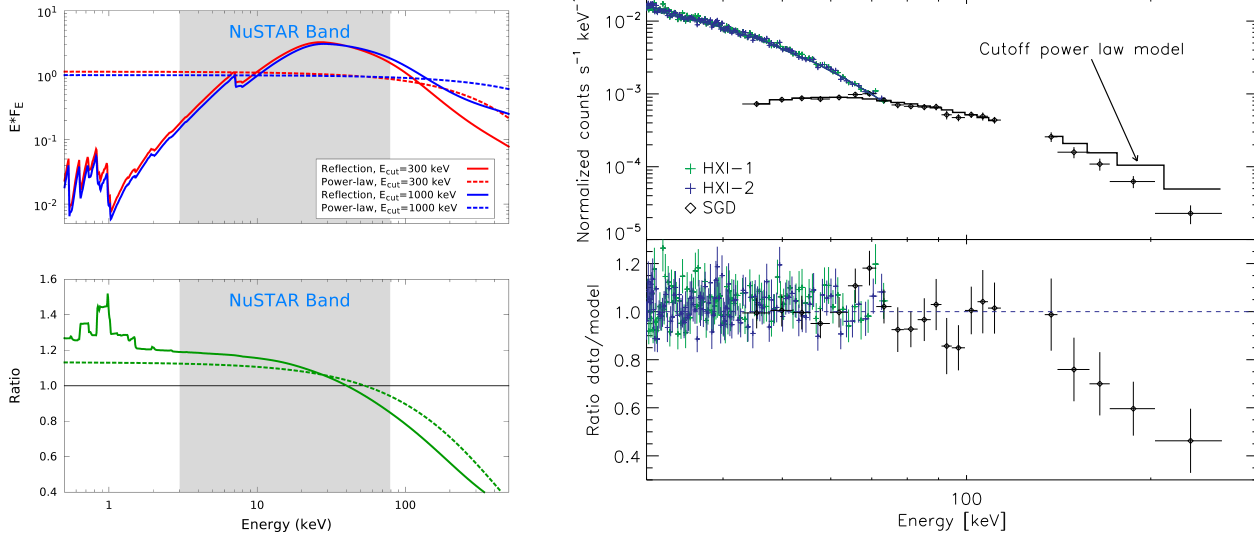 NuSTAR Band
E*F_E
10^1
10^0
10^-1
10^-2
Reflection, E_cut=300 keV
Power-law, E_cut=300 keV
Reflection, E_cut=1000 keV
Power-law, E_cut=1000 keV
NuSTAR Band
Ratio
1.6
1.4
1.2
1.0
0.8
0.6
0.4
1
10
100
Energy (keV)
Normalized counts s^-1 keV^-1
10^-2
10^-3
10^-4
10^-5
Cutoff power law model
HXI-1
HXI-2
SGD
Ratio data/model
1.2
1.0
0.8
0.6
0.4
100
Energy [keV]